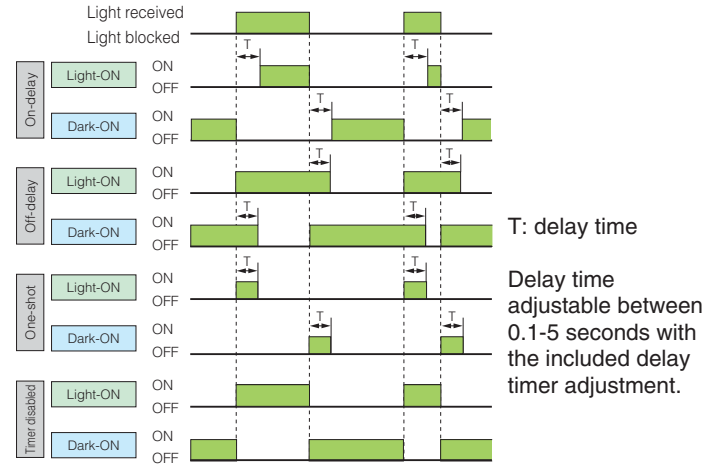 Light received
Light blocked
T T
On-delay
Light-ON ON
OFF
T T
Dark-ON ON
OFF
T T
Off-delay
Light-ON ON
OFF
T T
Dark-ON ON
OFF
T: delay time
T T
One-shot
Light-ON ON
OFF
T T
Dark-ON ON
OFF
Delay time
adjustable between
0.1-5 seconds with
the included delay
timer adjustment.
Timer disabled
Light-ON ON
OFF
Dark-ON ON
OFF